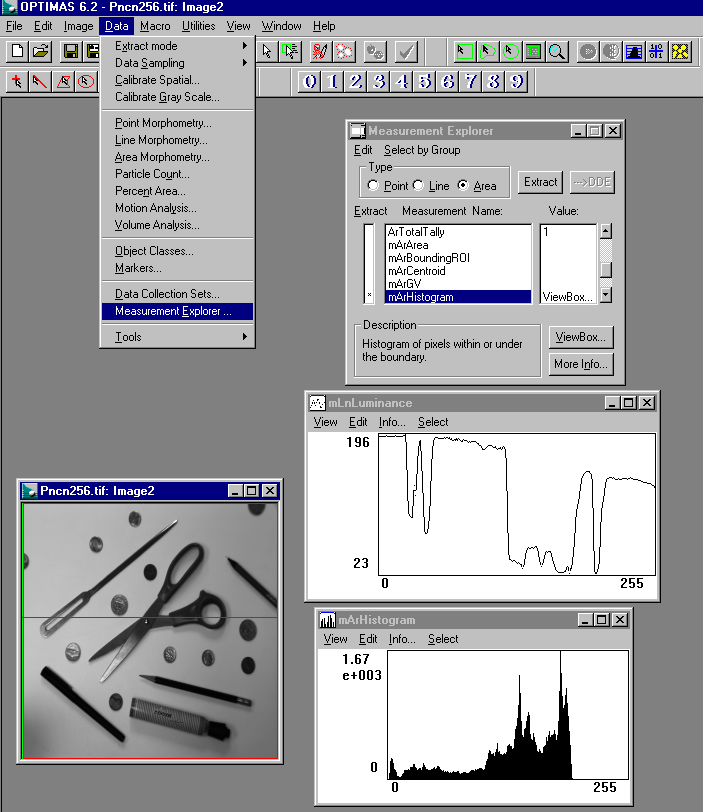 OPTIMAS 6.2 - Pncn256.tif: Image2
File Edit Image Data Macro Utilities View Window Help
0 1 2 3 4 5 6 7 8 9
Extract mode
Data Sampling
Calibrate Spatial...
Calibrate Gray Scale...
Point Morphometry...
Line Morphometry...
Area Morphometry...
Particle Count...
Percent Area...
Motion Analysis...
Volume Analysis...
Object Classes...
Markers...
Data Collection Sets...
Measurement Explorer ...
Tools
Measurement Explorer
Edit Select by Group
Type
Point Line Area
Extract
-->DDE
Extract Measurement Name: Value:
ArTotalTally 1
mArArea
mArBoundingROI
mArCentroid
mArGV
* mArHistogram ViewBox...
Description
Histogram of pixels within or under
the boundary.
ViewBox...
More Info...
mLnLuminance
View Edit Info... Select
196
23
0 255
Pncn256.tif: Image2
mArHistogram
View Edit Info... Select
1.67
e+003
0
0 255